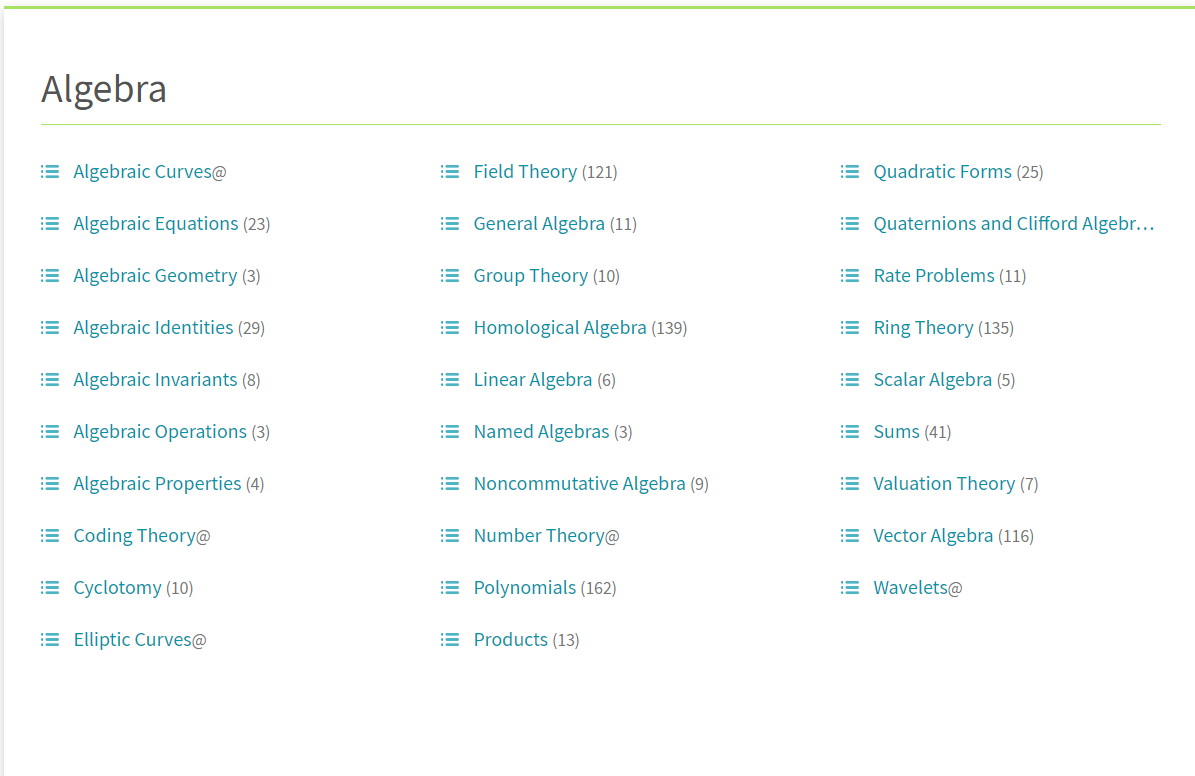 Algebra
Algebraic Curves@
Algebraic Equations (23)
Algebraic Geometry (3)
Algebraic Identities (29)
Algebraic Invariants (8)
Algebraic Operations (3)
Algebraic Properties (4)
Coding Theory@
Cyclotomy (10)
Elliptic Curves@
Field Theory (121)
General Algebra (11)
Group Theory (10)
Homological Algebra (139)
Linear Algebra (6)
Named Algebras (3)
Noncommutative Algebra (9)
Number Theory@
Polynomials (162)
Products (13)
Quadratic Forms (25)
Quaternions and Clifford Algebr…
Rate Problems (11)
Ring Theory (135)
Scalar Algebra (5)
Sums (41)
Valuation Theory (7)
Vector Algebra (116)
Wavelets@